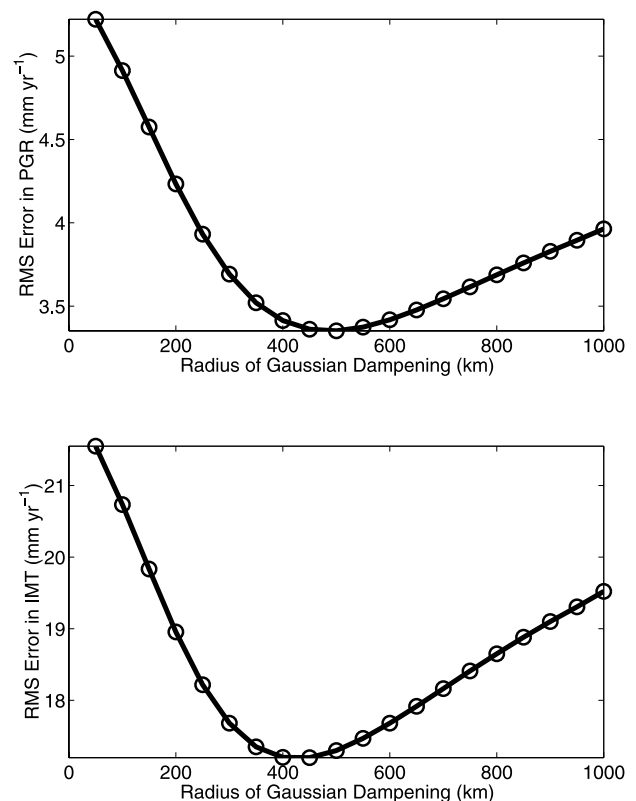 5
4.5
4
3.5
RMS Error in PGR (mm yr−1)
0 200 400 600 800 1000
Radius of Gaussian Dampening (km)
21
20
19
18
RMS Error in IMT (mm yr−1)
0 200 400 600 800 1000
Radius of Gaussian Dampening (km)